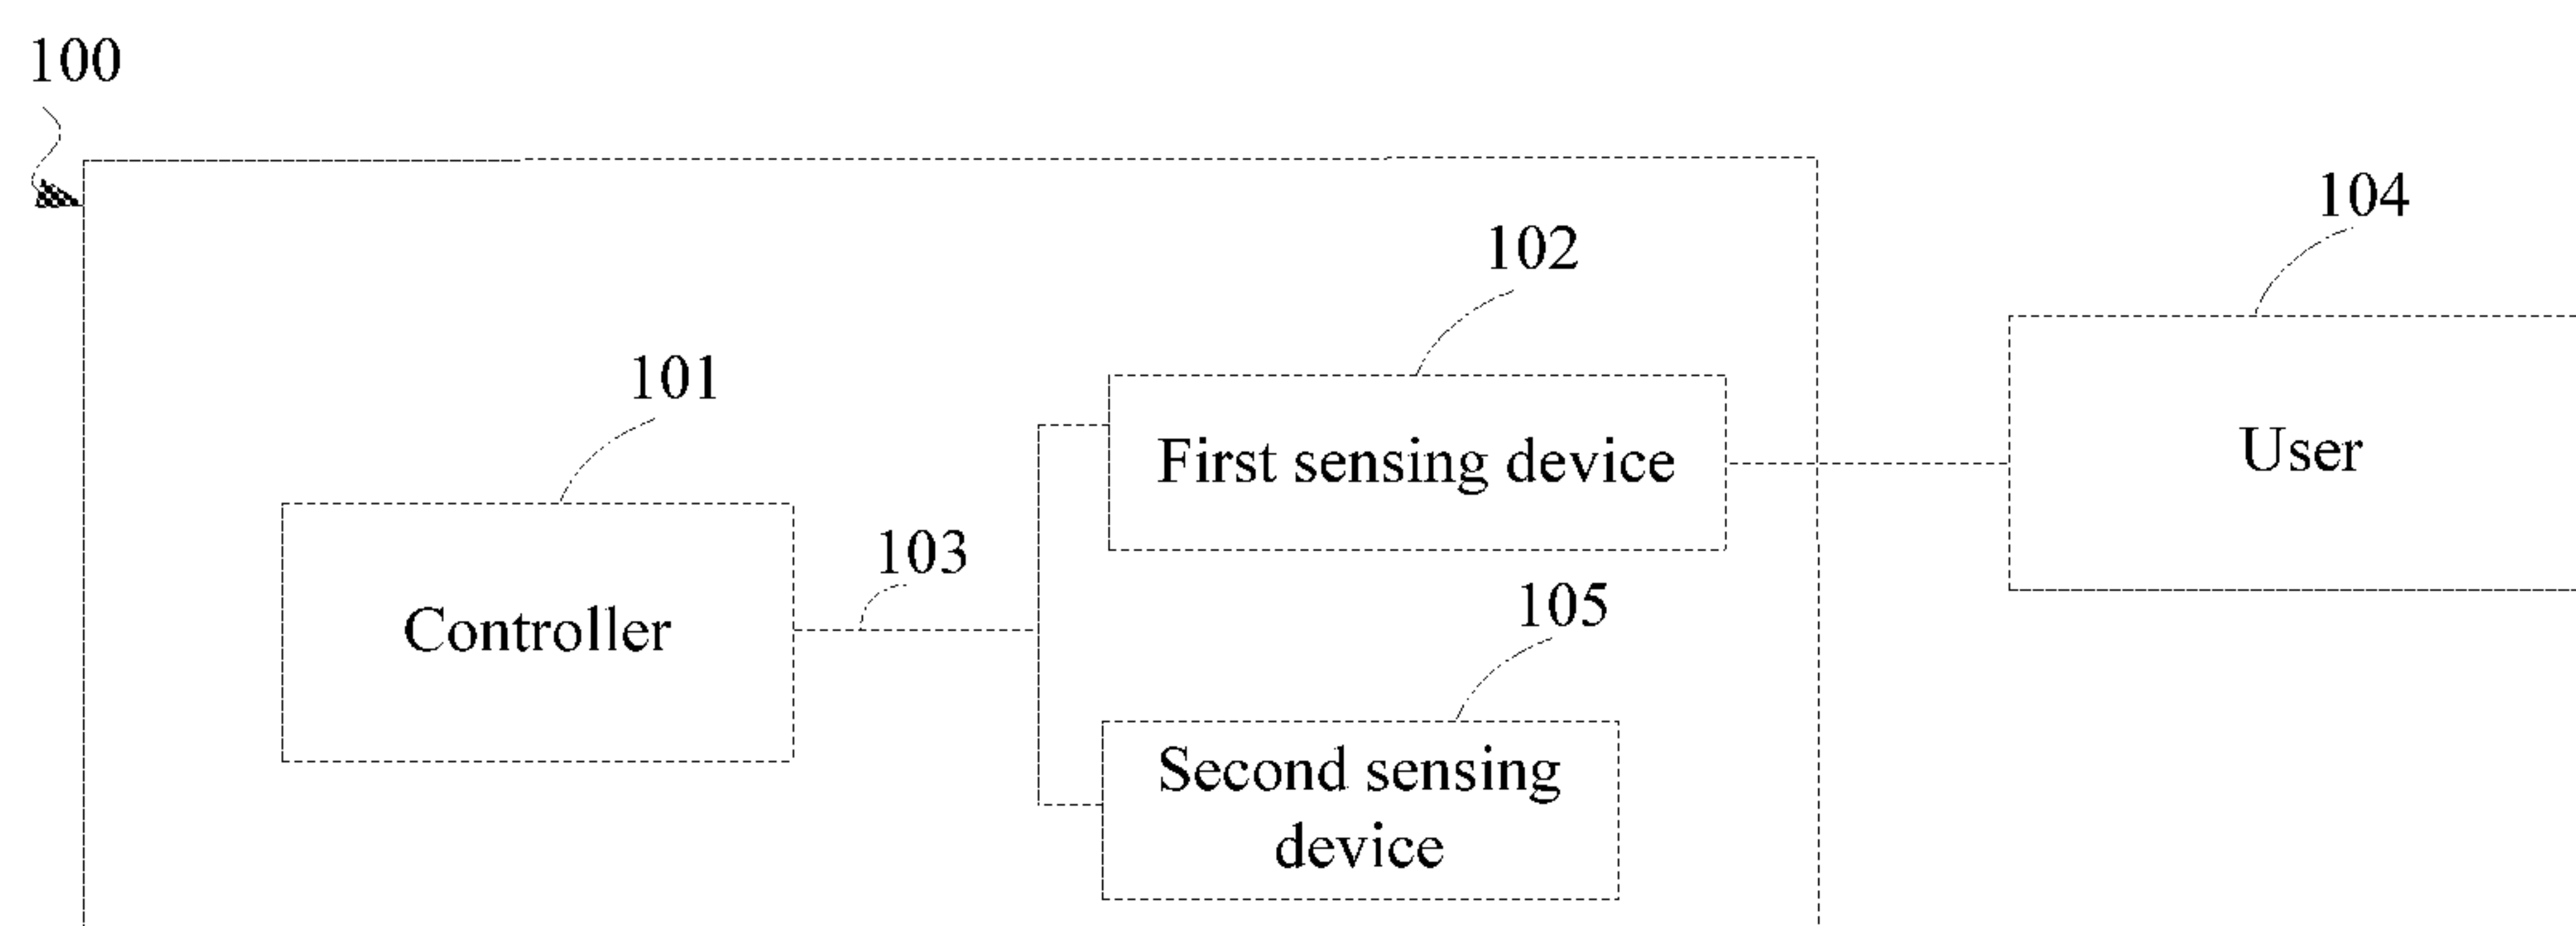 100
104
102
101
First sensing device
User
103
105
Controller
Second sensing
device